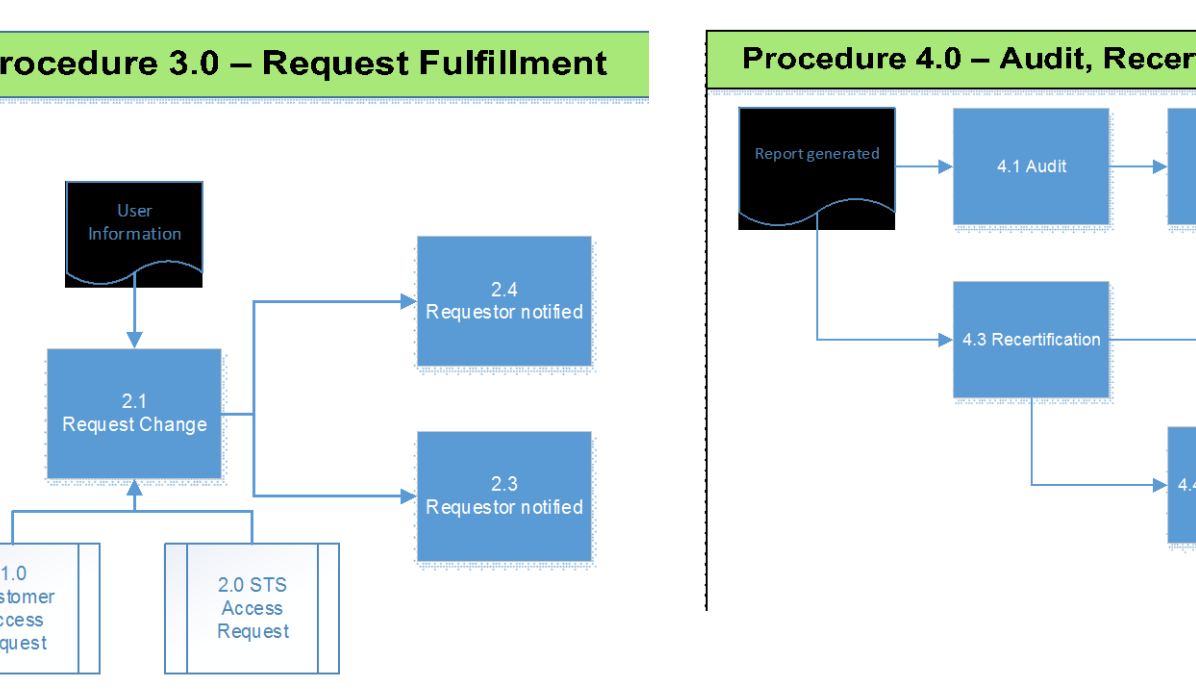 rocedure 3.0 – Request Fulfillment
User
Information
2.1
Request Change
2.4
Requestor notified
2.3
Requestor notified
1.0
stomer
ccess
quest
2.0 STS
Access
Request
Procedure 4.0 – Audit, Recer
Report generated
4.1 Audit
4.3 Recertification
4.4